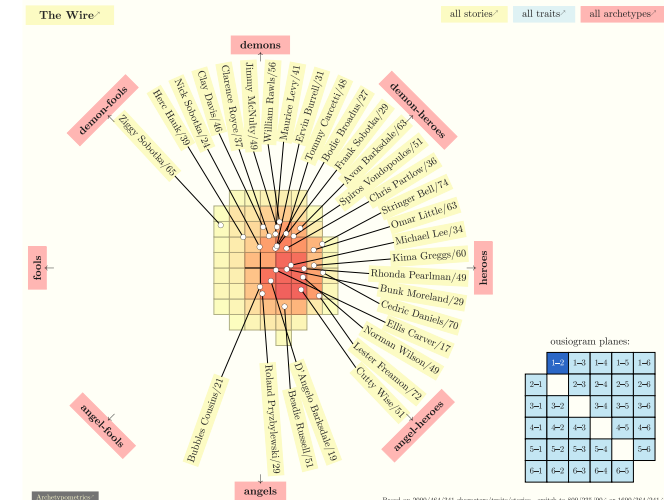 The Wire
all stories
all traits
all archetypes
demons
demon-fools
demon-heroes
Ziggy Sobotka/65
Herc Hauk/39
Nick Sobotka/24
Clay Davis/46
Clarence Royce/37
Jimmy McNulty/49
William Rawls/56
Maurice Levy/41
Ervin Burrell/31
Tommy Carcetti/48
Bodie Broadus/27
Frank Sobotka/29
Avon Barksdale/63
Spiros Vondopoulos/51
Chris Partlow/36
Stringer Bell/74
Omar Little/63
Michael Lee/34
Kima Greggs/60
Rhonda Pearlman/49
Bunk Moreland/29
Cedric Daniels/70
Ellis Carver/17
Norman Wilson/49
Lester Freamon/72
Cutty Wise/51
D'Angelo Barksdale/19
Beadie Russell/51
Roland Pryzbylewski/29
Bubbles Cousins/21
fools
heroes
angel-fools
angel-heroes
angels
ousiogram planes:
1–2 1–3 1–4 1–5 1–6
2–1 2–3 2–4 2–5 2–6
3–1 3–2 3–4 3–5 3–6
4–1 4–2 4–3 4–5 4–6
5–1 5–2 5–3 5–4 5–6
6–1 6–2 6–3 6–4 6–5
Archetypometrics